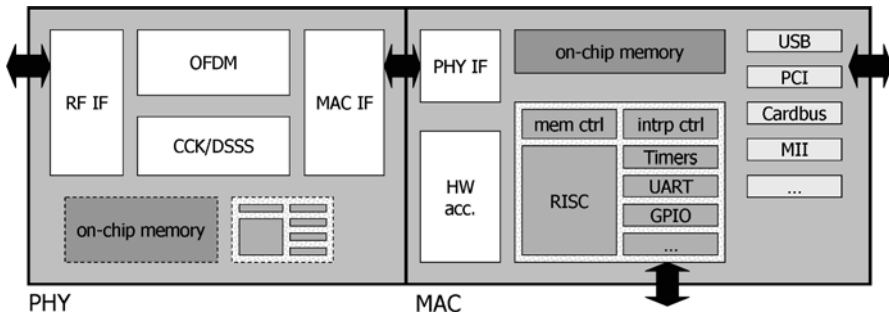 RF IF
OFDM
CCK/DSSS
MAC IF
on-chip memory
PHY
PHY IF
HW
acc.
on-chip memory
mem ctrl
intrp ctrl
RISC
Timers
UART
GPIO
...
USB
PCI
Cardbus
MII
...
MAC